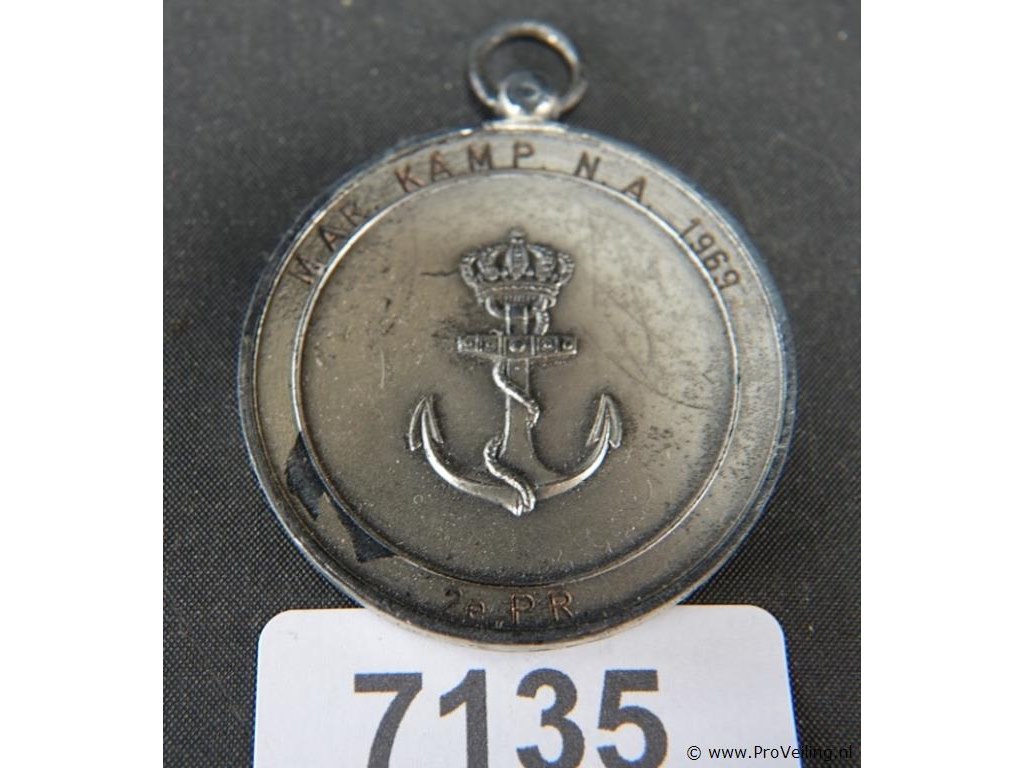 MAR. KAMP. N.A. 1969
2e PR
7135
© www.ProVeiling.nl